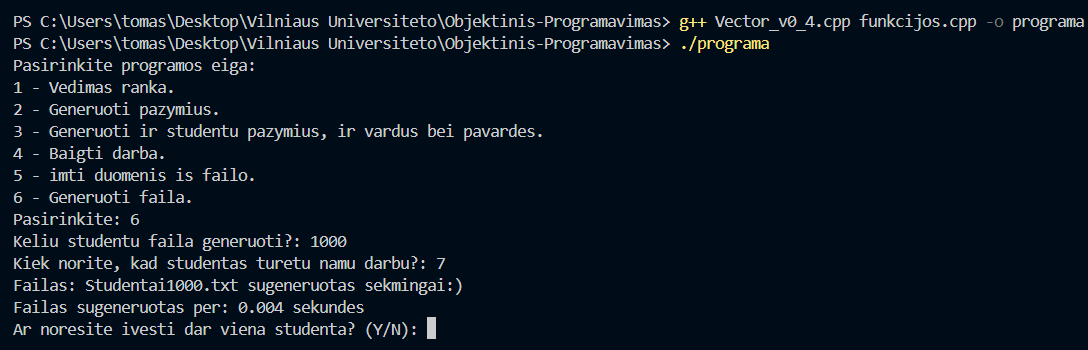 PS C:\Users\tomas\Desktop\Vilniaus Universiteto\Objektinis-Programavimas> g++ Vector_v0_4.cpp funkcijos.cpp -o programa
PS C:\Users\tomas\Desktop\Vilniaus Universiteto\Objektinis-Programavimas> ./programa
Pasirinkite programos eiga:
1 - Vedimas ranka.
2 - Generuoti pazymius.
3 - Generuoti ir studentu pazymius, ir vardus bei pavardes.
4 - Baigti darba.
5 - imti duomenis is failo.
6 - Generuoti faila.
Pasirinkite: 6
Keliu studentu faila generuoti?: 1000
Kiek norite, kad studentas turetu namu darbu?: 7
Failas: Studentai1000.txt sugeneruotas sekmingai:)
Failas sugeneruotas per: 0.004 sekundes
Ar noresite ivesti dar viena studenta? (Y/N):